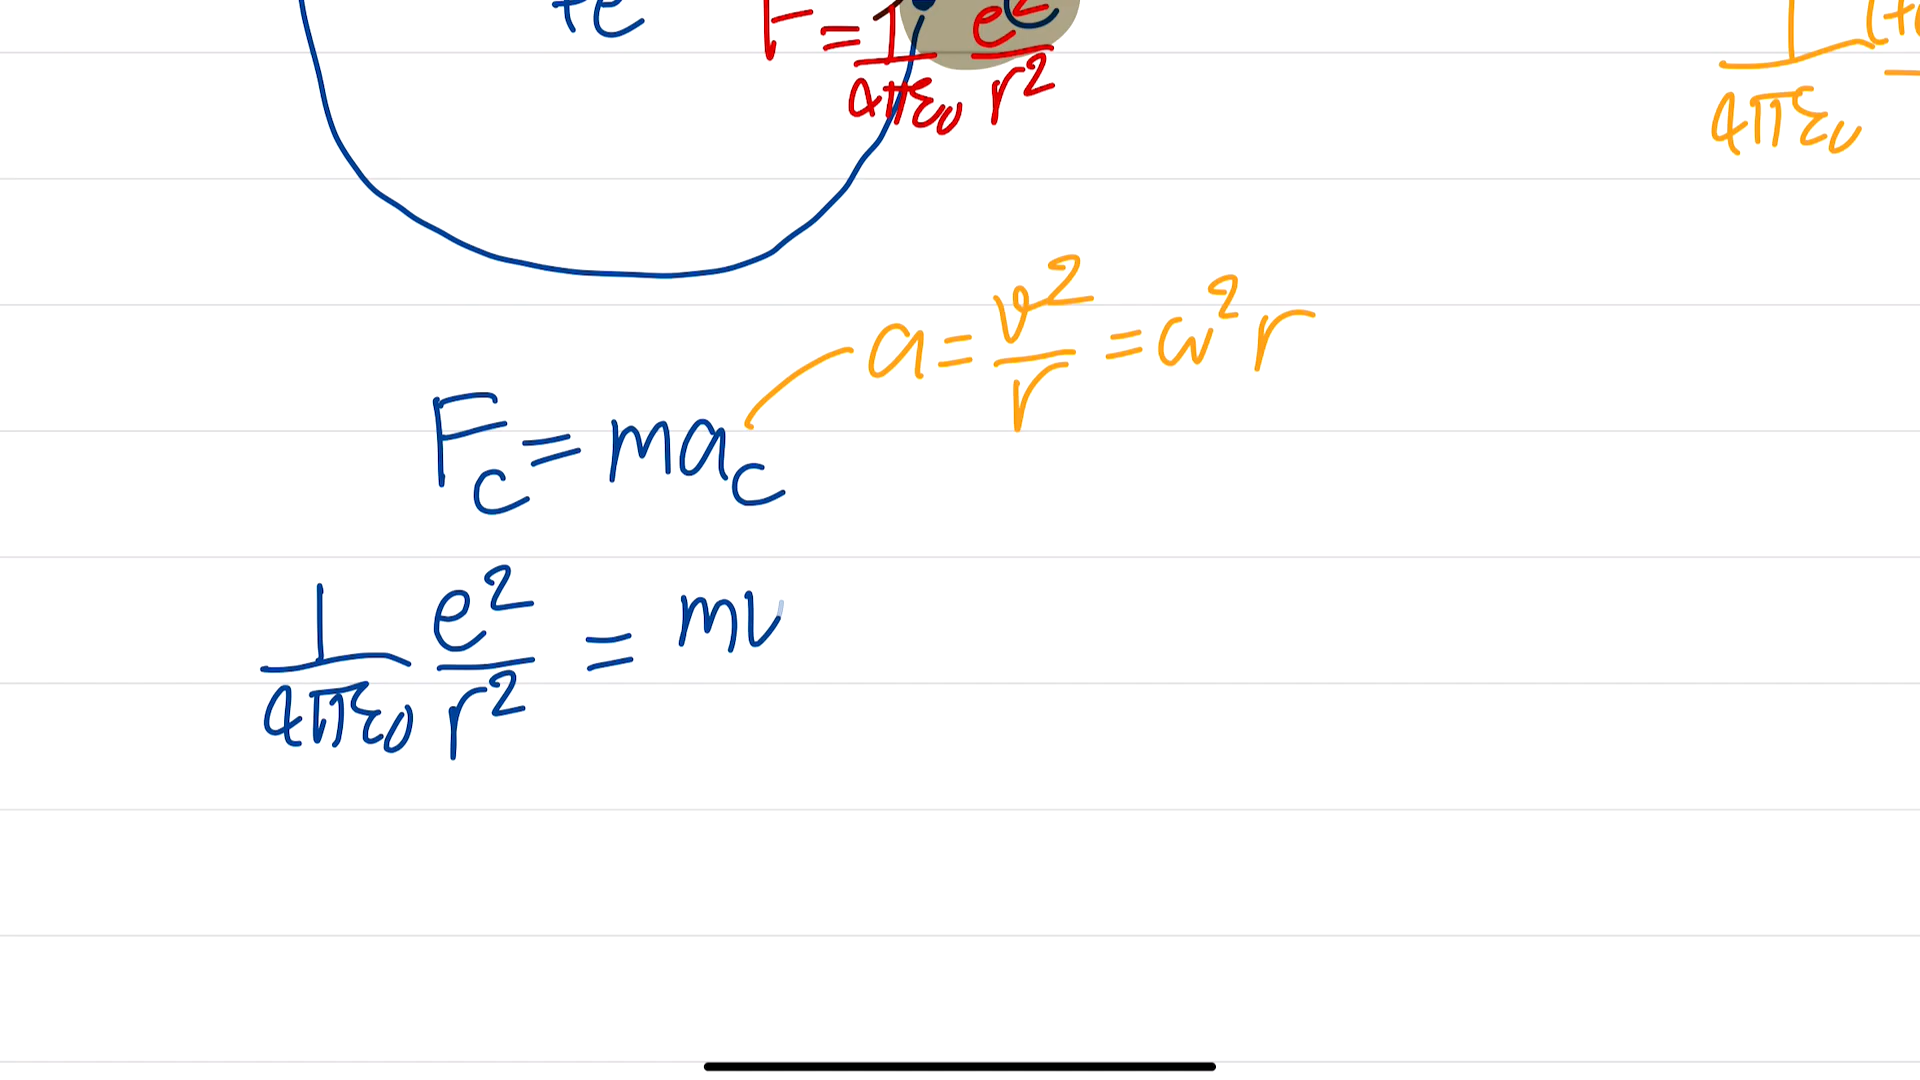 +e
F = 1/4πε₀ e²/r²
1/4πε₀ (+
a = v²/r = ω²r
F_c = ma_c
1/4πε₀ e²/r² = mv